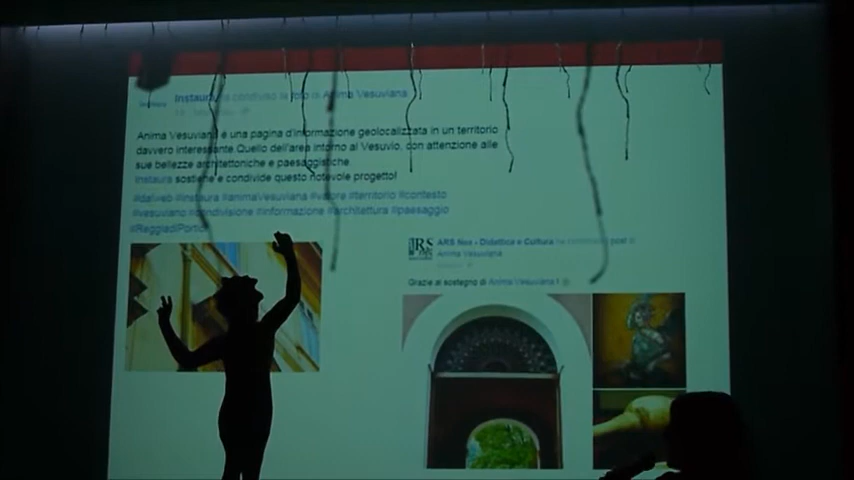 Instaura ha condiviso la foto di Anima Vesuviana
Anima Vesuviana è una pagina d'informazione geolocalizzata in un territorio
davvero interessante.Quello dell'area intorno al Vesuvio, con attenzione alle
sue bellezze architettoniche e paesaggistiche.
Instaura sostiene e condivide questo notevole progetto!
#dalweb #instaura #animaVesuviana #valore #territorio #contesto
#vesuviano #condivisione #informazione #architettura #paesaggio
#ReggiadiPortici
ARS Nea - Didattica e Cultura ha condiviso post di
Anima Vesuviana
Grazie al sostegno di Anima Vesuviana !